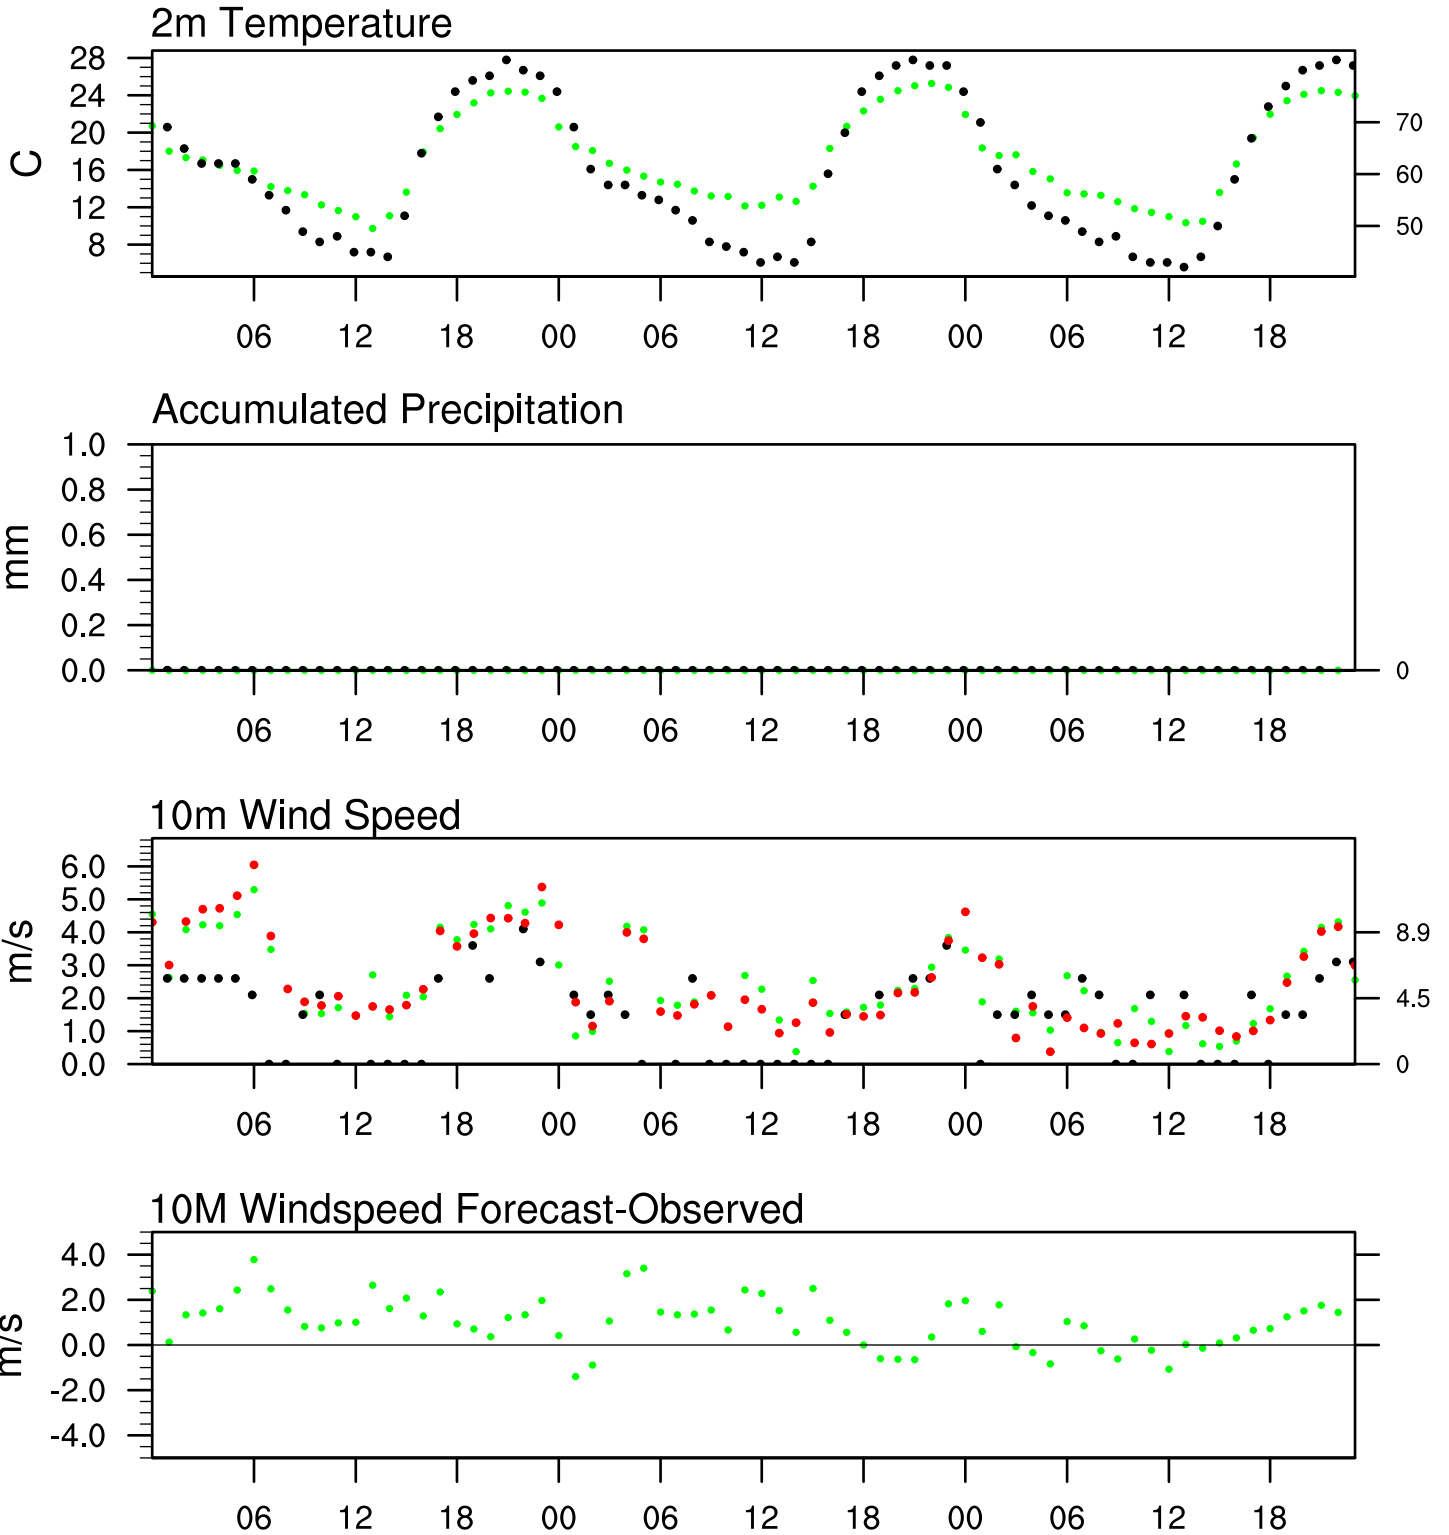 2m Temperature
28
24
20
16
12
8
C
70
60
50
06 12 18 00 06 12 18 00 06 12 18
Accumulated Precipitation
1.0
0.8
0.6
0.4
0.2
0.0
mm
0
06 12 18 00 06 12 18 00 06 12 18
10m Wind Speed
6.0
5.0
4.0
3.0
2.0
1.0
0.0
m/s
8.9
4.5
0
06 12 18 00 06 12 18 00 06 12 18
10M Windspeed Forecast-Observed
4.0
2.0
0.0
-2.0
-4.0
m/s
06 12 18 00 06 12 18 00 06 12 18